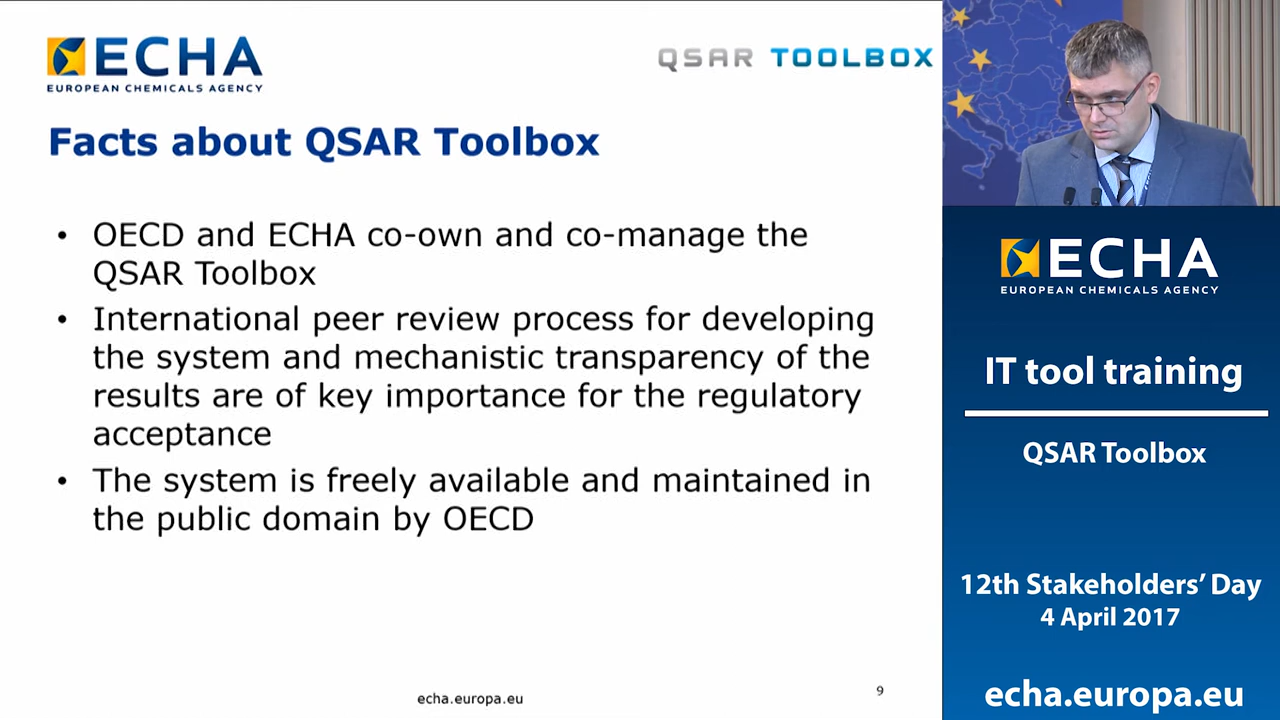 ECHA
EUROPEAN CHEMICALS AGENCY
QSAR TOOLBOX
Facts about QSAR Toolbox
• OECD and ECHA co-own and co-manage the
QSAR Toolbox
• International peer review process for developing
the system and mechanistic transparency of the
results are of key importance for the regulatory
acceptance
• The system is freely available and maintained in
the public domain by OECD
echa.europa.eu
9
ECHA
EUROPEAN CHEMICALS AGENCY
IT tool training
QSAR Toolbox
12th Stakeholders’ Day
4 April 2017
echa.europa.eu